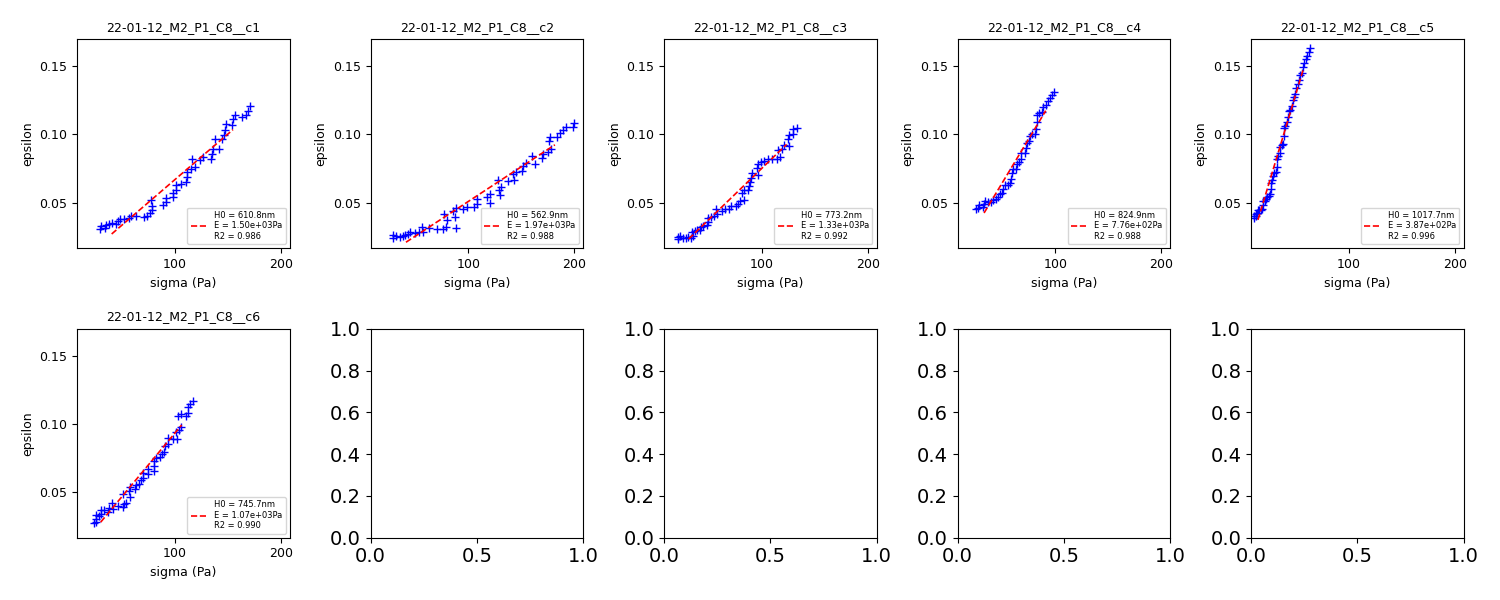 22-01-12_M2_P1_C8__c1
22-01-12_M2_P1_C8__c2
22-01-12_M2_P1_C8__c3
22-01-12_M2_P1_C8__c4
22-01-12_M2_P1_C8__c5
epsilon
0.15
0.10
0.05
H0 = 610.8nm
E = 1.50e+03Pa
R2 = 0.986
100
200
sigma (Pa)
epsilon
0.15
0.10
0.05
H0 = 562.9nm
E = 1.97e+03Pa
R2 = 0.988
100
200
sigma (Pa)
epsilon
0.15
0.10
0.05
H0 = 773.2nm
E = 1.33e+03Pa
R2 = 0.992
100
200
sigma (Pa)
epsilon
0.15
0.10
0.05
H0 = 824.9nm
E = 7.76e+02Pa
R2 = 0.988
100
200
sigma (Pa)
epsilon
0.15
0.10
0.05
H0 = 1017.7nm
E = 3.87e+02Pa
R2 = 0.996
100
200
sigma (Pa)
22-01-12_M2_P1_C8__c6
epsilon
0.15
0.10
0.05
H0 = 745.7nm
E = 1.07e+03Pa
R2 = 0.990
100
200
sigma (Pa)
1.0
0.8
0.6
0.4
0.2
0.0
0.0
0.5
1.0
1.0
0.8
0.6
0.4
0.2
0.0
0.0
0.5
1.0
1.0
0.8
0.6
0.4
0.2
0.0
0.0
0.5
1.0
1.0
0.8
0.6
0.4
0.2
0.0
0.0
0.5
1.0